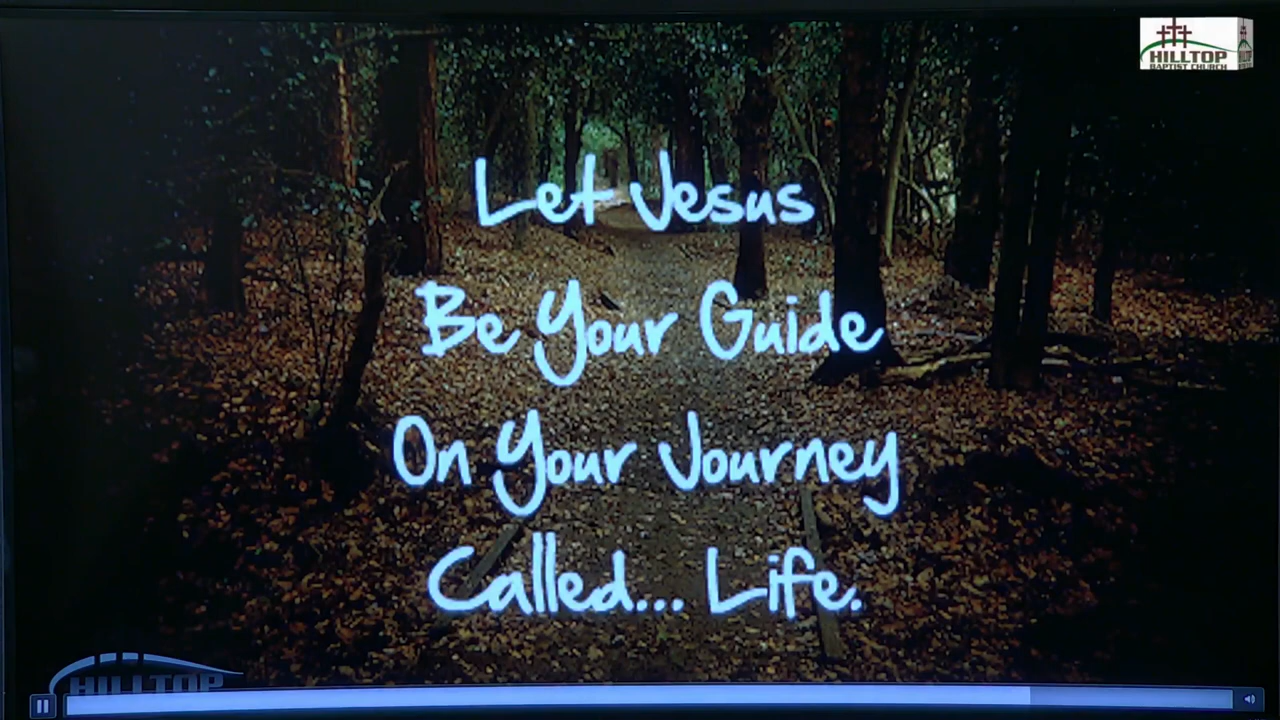 HILLTOP
BAPTIST CHURCH
Let Jesus
Be Your Guide
On Your Journey
Called... Life.
HILLTOP